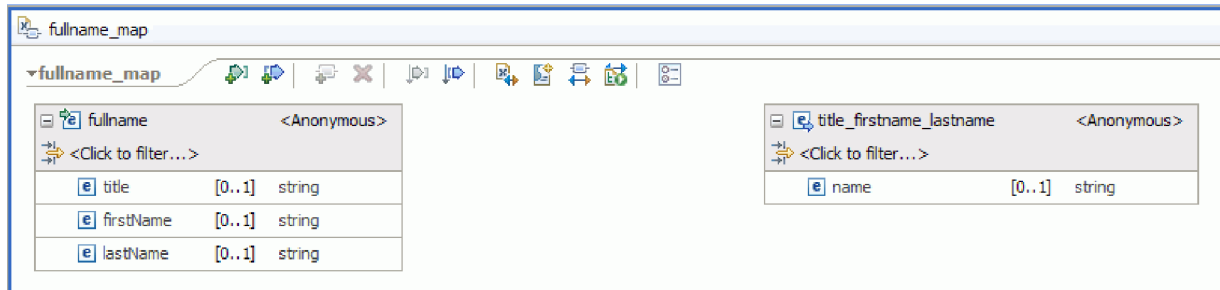 fullname_map
fullname_map
fullname <Anonymous>
<Click to filter...>
title [0..1] string
firstName [0..1] string
lastName [0..1] string
title_firstname_lastname <Anonymous>
<Click to filter...>
name [0..1] string